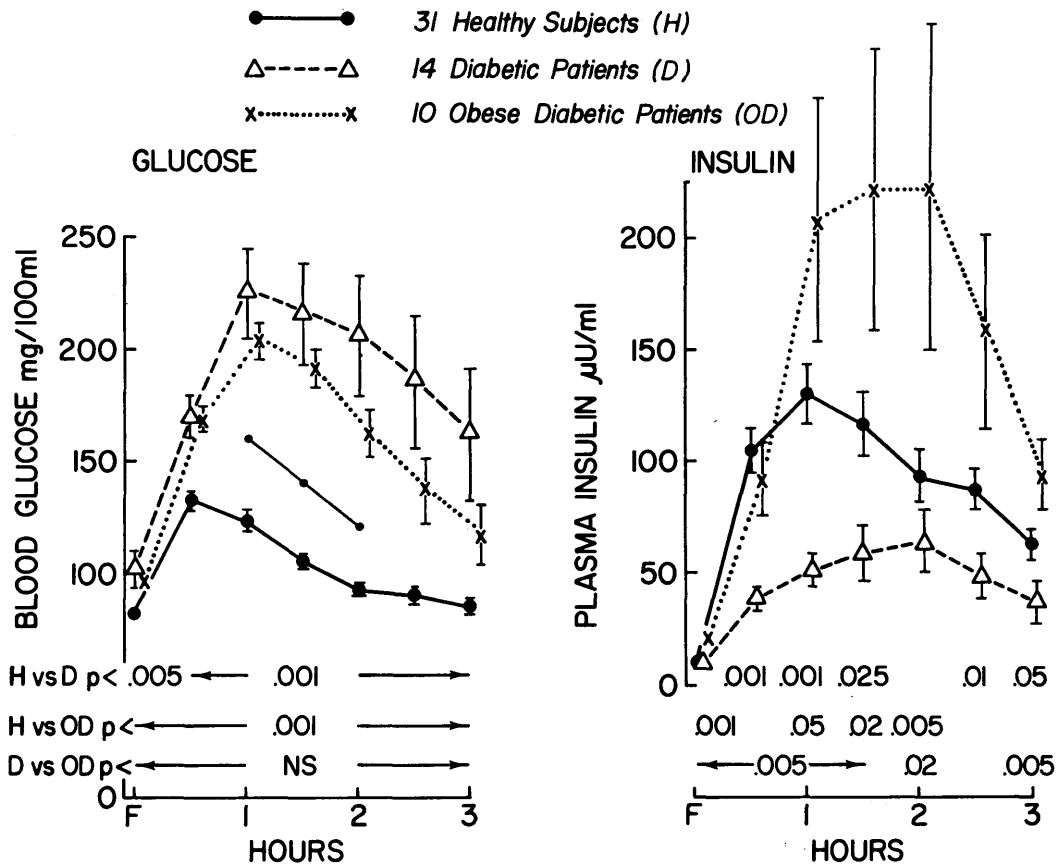 31 Healthy Subjects (H)
14 Diabetic Patients (D)
10 Obese Diabetic Patients (OD)
GLUCOSE
BLOOD GLUCOSE mg/100ml
250
200
150
100
0
H vs D p< .005 .001
H vs OD p< .001
D vs OD p< NS
F 1 2 3
HOURS
INSULIN
PLASMA INSULIN µU/ml
200
150
100
50
0
.001 .001 .025 .01 .05
.001 .05 .02 .005
.005 .02 .005
F 1 2 3
HOURS